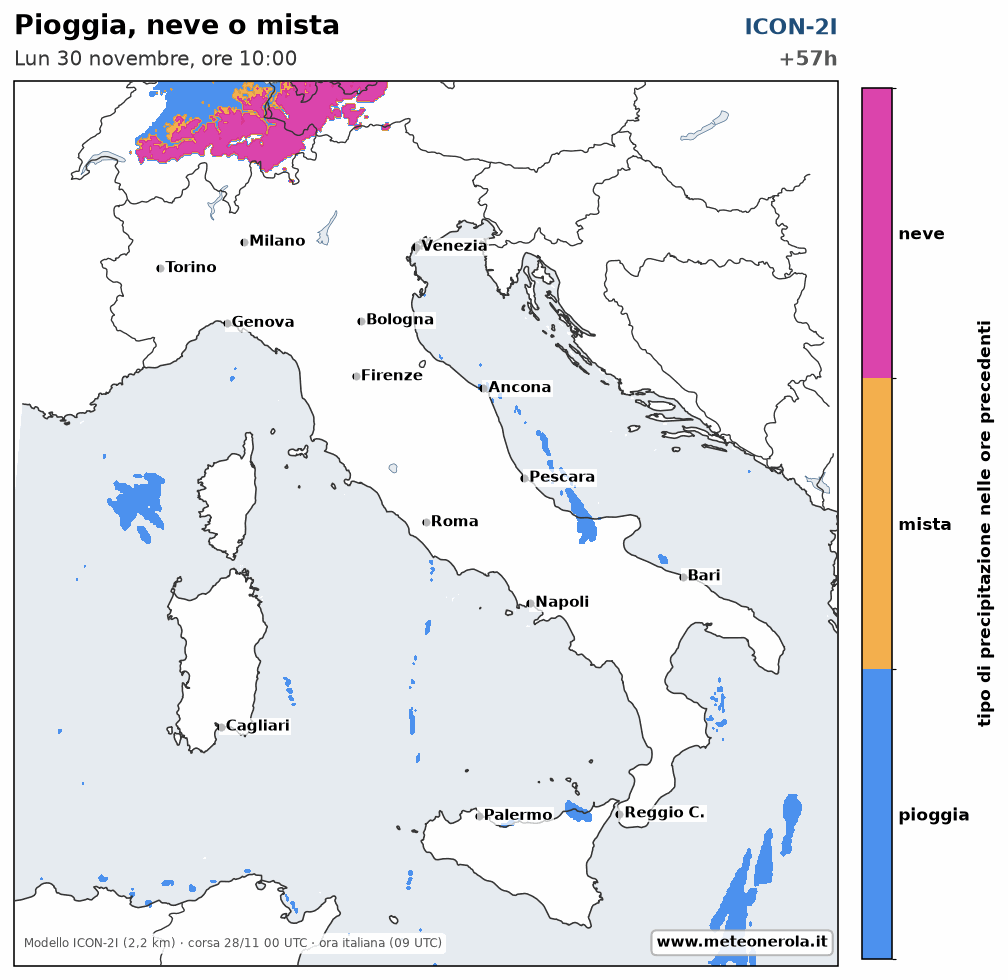 Pioggia, neve o mista
ICON-2I
Lun 30 novembre, ore 10:00
+57h
neve
mista
pioggia
tipo di precipitazione nelle ore precedenti
Milano
Venezia
Torino
Genova
Bologna
Firenze
Ancona
Pescara
Roma
Bari
Napoli
Cagliari
Palermo
Reggio C.
Modello ICON-2I (2,2 km) · corsa 28/11 00 UTC · ora italiana (09 UTC)
www.meteonerola.it